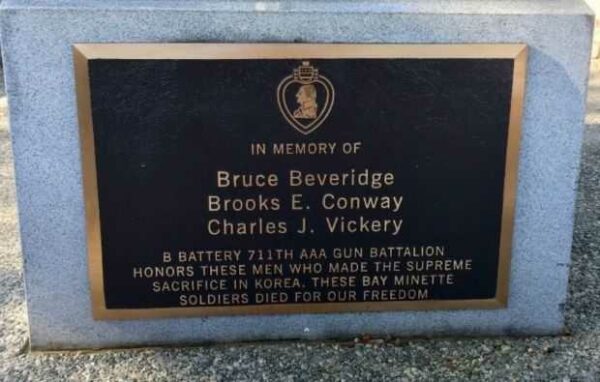 IN MEMORY OF
Bruce Beveridge
Brooks E. Conway
Charles J. Vickery
B BATTERY 711TH AAA GUN BATTALION
HONORS THESE MEN WHO MADE THE SUPREME
SACRIFICE IN KOREA. THESE BAY MINETTE
SOLDIERS DIED FOR OUR FREEDOM